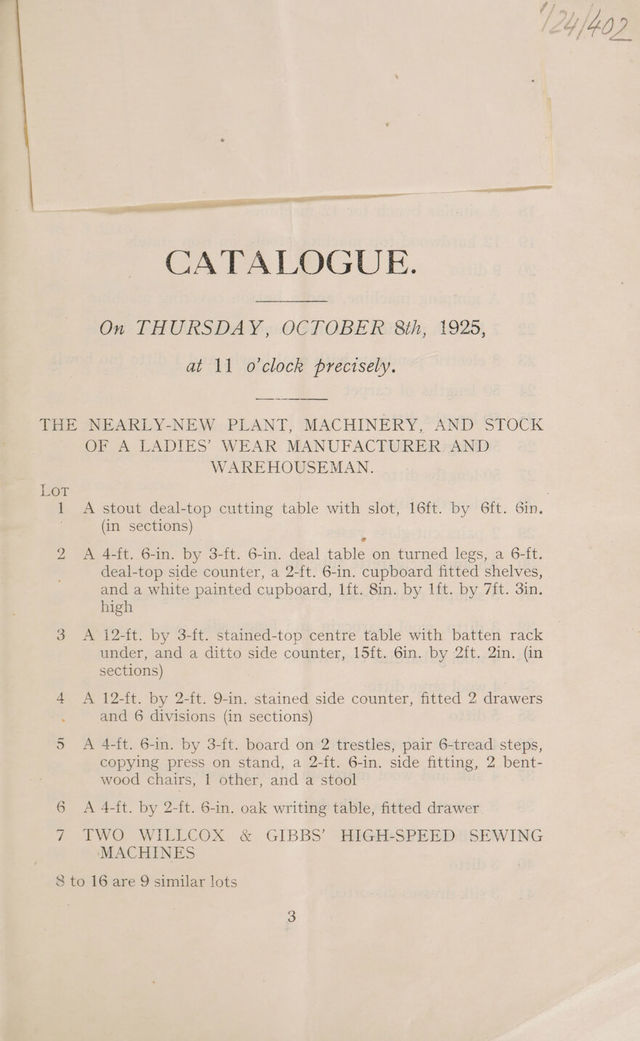 1/24/402
CATALOGUE.
On THURSDAY, OCTOBER 8th, 1925,
at 11 o'clock precisely.
THE NEARLY-NEW PLANT, MACHINERY, AND STOCK
OF A LADIES' WEAR MANUFACTURER AND
WAREHOUSEMAN.
LOT
1 A stout deal-top cutting table with slot, 16ft. by 6ft. 6in.
(in sections)
2 A 4-ft. 6-in. by 3-ft. 6-in. deal table on turned legs, a 6-ft.
deal-top side counter, a 2-ft. 6-in. cupboard fitted shelves,
and a white painted cupboard, 1ft. 8in. by 1ft. by 7ft. 3in.
high
3 A 12-ft. by 3-ft. stained-top centre table with batten rack
under, and a ditto side counter, 15ft. 6in. by 2ft. 2in. (in
sections)
4 A 12-ft. by 2-ft. 9-in. stained side counter, fitted 2 drawers
and 6 divisions (in sections)
5 A 4-ft. 6-in. by 3-ft. board on 2 trestles, pair 6-tread steps,
copying press on stand, a 2-ft. 6-in. side fitting, 2 bent-
wood chairs, 1 other, and a stool
6 A 4-ft. by 2-ft. 6-in. oak writing table, fitted drawer
7 TWO WILLCOX & GIBBS' HIGH-SPEED SEWING
MACHINES
8 to 16 are 9 similar lots
3